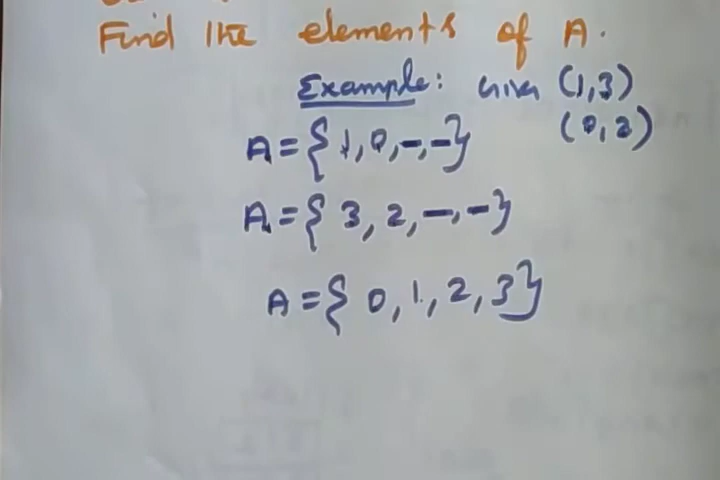 Find the elements of A.
Example: Given (1,3)
(0,2)
A={1,0,-,-}
A={3,2,-,-}
A={0,1,2,3}